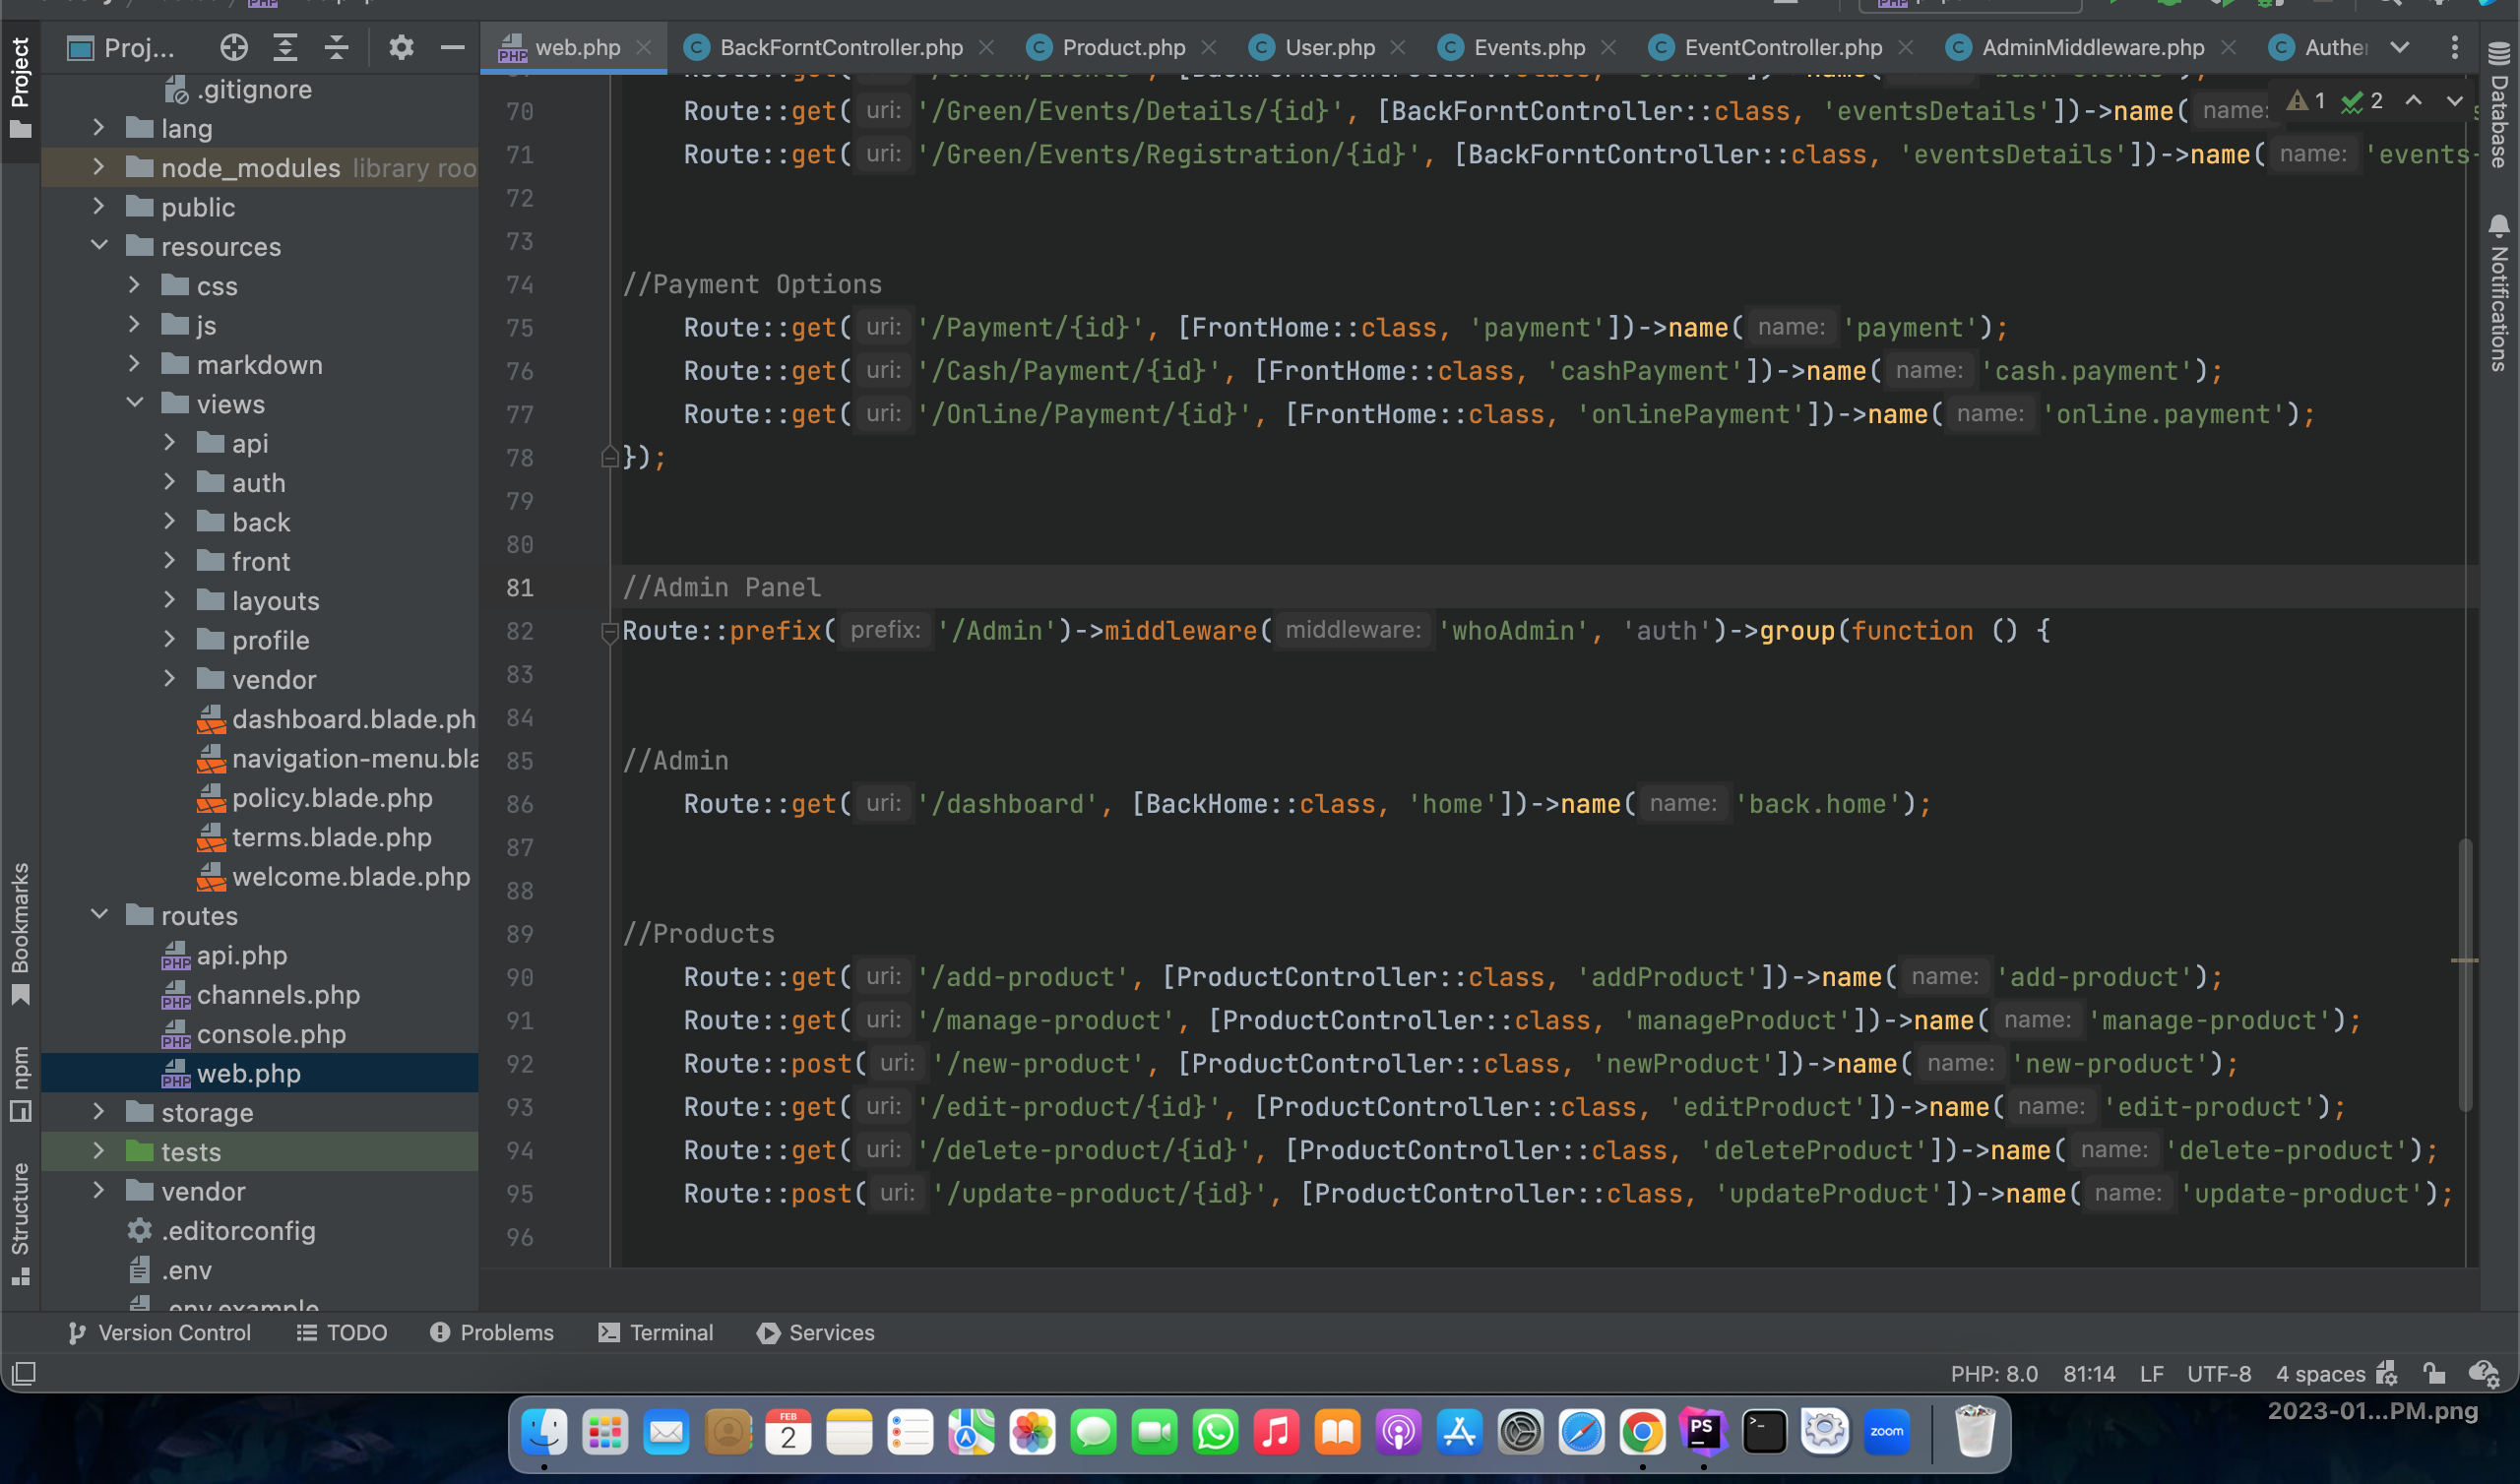 Project
Proj...
.gitignore
lang
node_modules library roo
public
resources
css
js
markdown
views
api
auth
back
front
layouts
profile
vendor
dashboard.blade.ph
navigation-menu.bla
policy.blade.php
terms.blade.php
welcome.blade.php
routes
PHP api.php
PHP channels.php
PHP console.php
PHP web.php
storage
tests
vendor
.editorconfig
.env
.env.example
Bookmarks
npm
Structure
PHP web.php
C BackForntController.php
C Product.php
C User.php
C Events.php
C EventController.php
C AdminMiddleware.php
C Auther
1 2
70 Route::get( uri: '/Green/Events/Details/{id}', [BackForntController::class, 'eventsDetails'])->name( name:
71 Route::get( uri: '/Green/Events/Registration/{id}', [BackForntController::class, 'eventsDetails'])->name( name: 'events-
72
73
74 //Payment Options
75 Route::get( uri: '/Payment/{id}', [FrontHome::class, 'payment'])->name( name: 'payment');
76 Route::get( uri: '/Cash/Payment/{id}', [FrontHome::class, 'cashPayment'])->name( name: 'cash.payment');
77 Route::get( uri: '/Online/Payment/{id}', [FrontHome::class, 'onlinePayment'])->name( name: 'online.payment');
78 });
79
80
81 //Admin Panel
82 Route::prefix( prefix: '/Admin')->middleware( middleware: 'whoAdmin', 'auth')->group(function () {
83
84
85 //Admin
86 Route::get( uri: '/dashboard', [BackHome::class, 'home'])->name( name: 'back.home');
87
88
89 //Products
90 Route::get( uri: '/add-product', [ProductController::class, 'addProduct'])->name( name: 'add-product');
91 Route::get( uri: '/manage-product', [ProductController::class, 'manageProduct'])->name( name: 'manage-product');
92 Route::post( uri: '/new-product', [ProductController::class, 'newProduct'])->name( name: 'new-product');
93 Route::get( uri: '/edit-product/{id}', [ProductController::class, 'editProduct'])->name( name: 'edit-product');
94 Route::get( uri: '/delete-product/{id}', [ProductController::class, 'deleteProduct'])->name( name: 'delete-product');
95 Route::post( uri: '/update-product/{id}', [ProductController::class, 'updateProduct'])->name( name: 'update-product');
96
Database
Notifications
Version Control
TODO
Problems
Terminal
Services
PHP: 8.0 81:14 LF UTF-8 4 spaces
2023-01...PM.png
FEB
2
PS
zoom